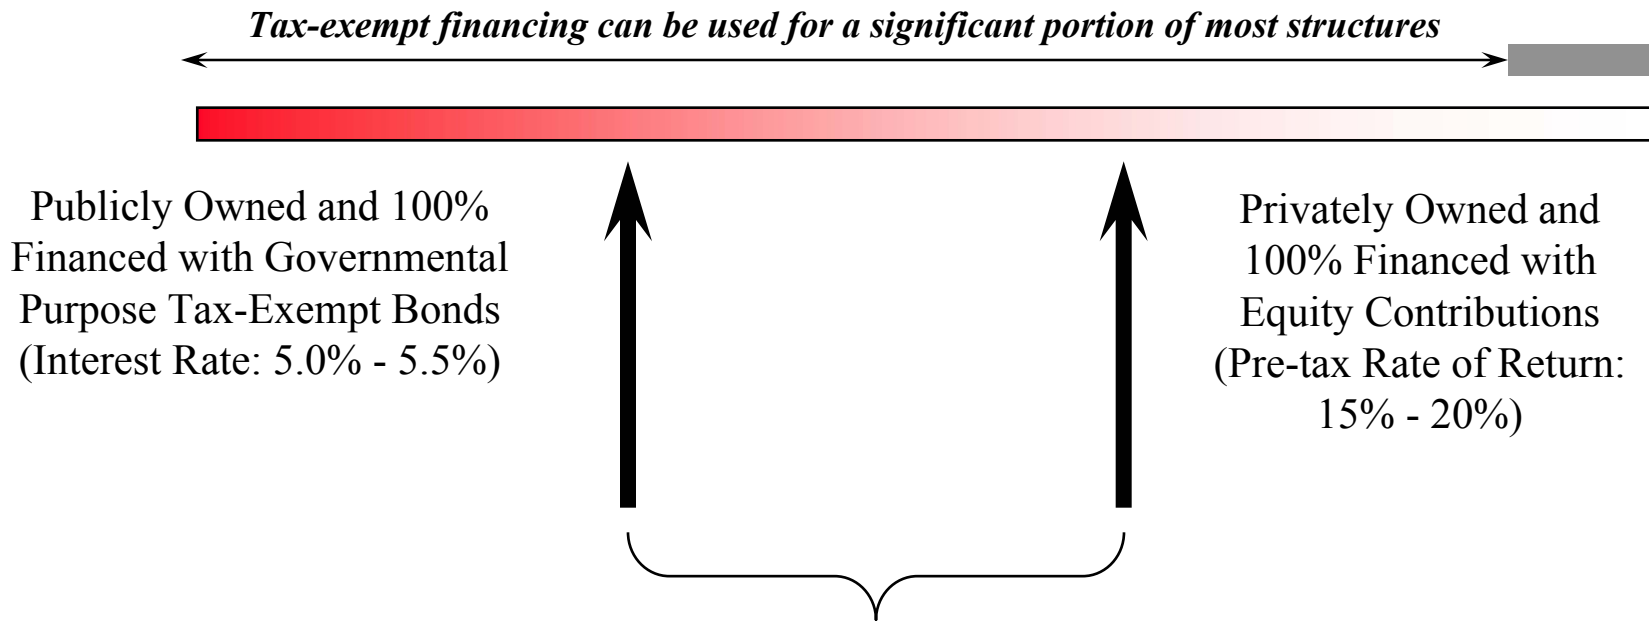 Tax-exempt financing can be used for a significant portion of most structures
Publicly Owned and 100%
Financed with Governmental
Purpose Tax-Exempt Bonds
(Interest Rate: 5.0% - 5.5%)
Privately Owned and
100% Financed with
Equity Contributions
(Pre-tax Rate of Return:
15% - 20%)